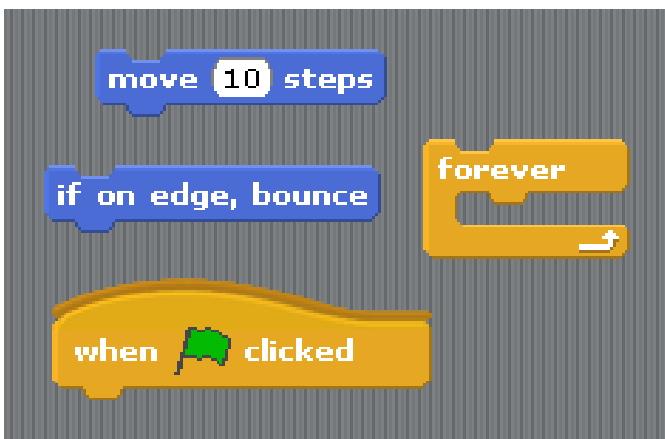 move 10 steps
forever
if on edge, bounce
when clicked